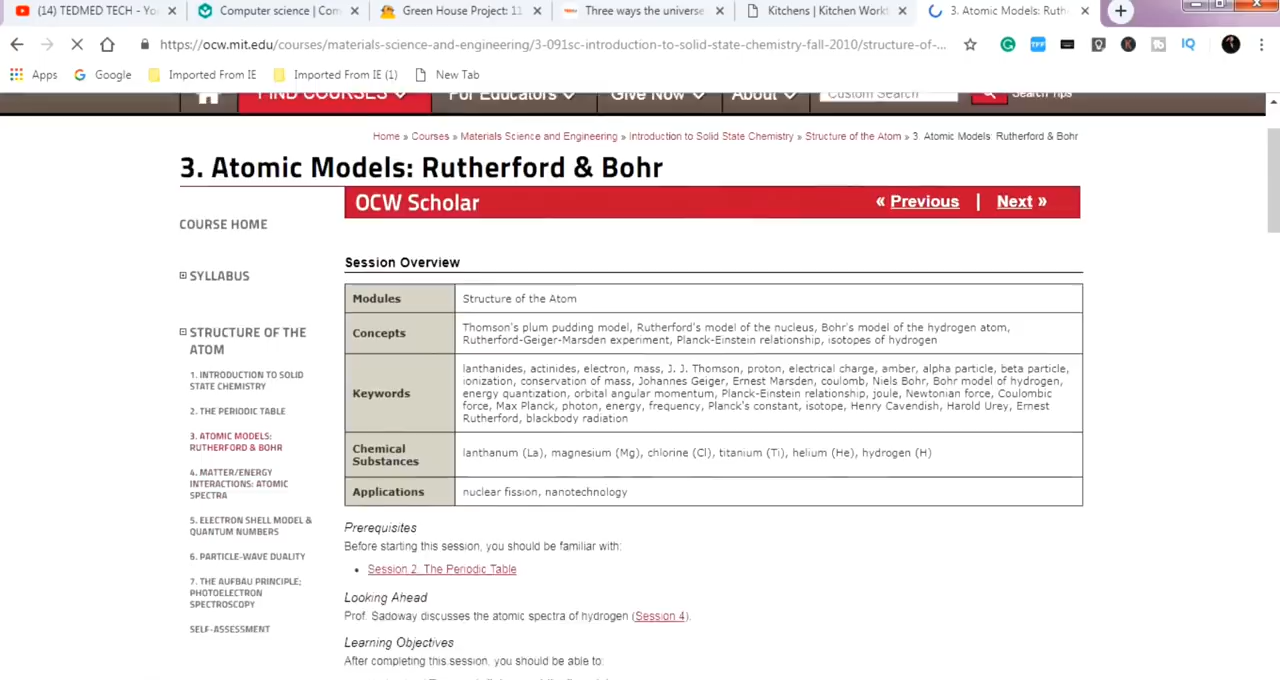 (14) TEDMED TECH - Yo
Computer science | Com
Green House Project: 11
Three ways the universe
Kitchens | Kitchen Workt
3. Atomic Models: Ruth
https://ocw.mit.edu/courses/materials-science-and-engineering/3-091sc-introduction-to-solid-state-chemistry-fall-2010/structure-of-...
Apps
Google
Imported From IE
Imported From IE (1)
New Tab
FIND COURSES
For Educators
Give Now
About
Custom Search
Search Tips
Home » Courses » Materials Science and Engineering » Introduction to Solid State Chemistry » Structure of the Atom » 3. Atomic Models: Rutherford & Bohr
3. Atomic Models: Rutherford & Bohr
OCW Scholar
« Previous | Next »
COURSE HOME
SYLLABUS
STRUCTURE OF THE
ATOM
1. INTRODUCTION TO SOLID
STATE CHEMISTRY
2. THE PERIODIC TABLE
3. ATOMIC MODELS:
RUTHERFORD & BOHR
4. MATTER/ENERGY
INTERACTIONS: ATOMIC
SPECTRA
5. ELECTRON SHELL MODEL &
QUANTUM NUMBERS
6. PARTICLE-WAVE DUALITY
7. THE AUFBAU PRINCIPLE;
PHOTOELECTRON
SPECTROSCOPY
SELF-ASSESSMENT
Session Overview
Modules
Structure of the Atom
Concepts
Thomson's plum pudding model, Rutherford's model of the nucleus, Bohr's model of the hydrogen atom,
Rutherford-Geiger-Marsden experiment, Planck-Einstein relationship, isotopes of hydrogen
Keywords
lanthanides, actinides, electron, mass, J. J. Thomson, proton, electrical charge, amber, alpha particle, beta particle,
ionization, conservation of mass, Johannes Geiger, Ernest Marsden, coulomb, Niels Bohr, Bohr model of hydrogen,
energy quantization, orbital angular momentum, Planck-Einstein relationship, joule, Newtonian force, Coulombic
force, Max Planck, photon, energy, frequency, Planck's constant, isotope, Henry Cavendish, Harold Urey, Ernest
Rutherford, blackbody radiation
Chemical
Substances
lanthanum (La), magnesium (Mg), chlorine (Cl), titanium (Ti), helium (He), hydrogen (H)
Applications
nuclear fission, nanotechnology
Prerequisites
Before starting this session, you should be familiar with:
• Session 2: The Periodic Table
Looking Ahead
Prof. Sadoway discusses the atomic spectra of hydrogen (Session 4).
Learning Objectives
After completing this session, you should be able to: